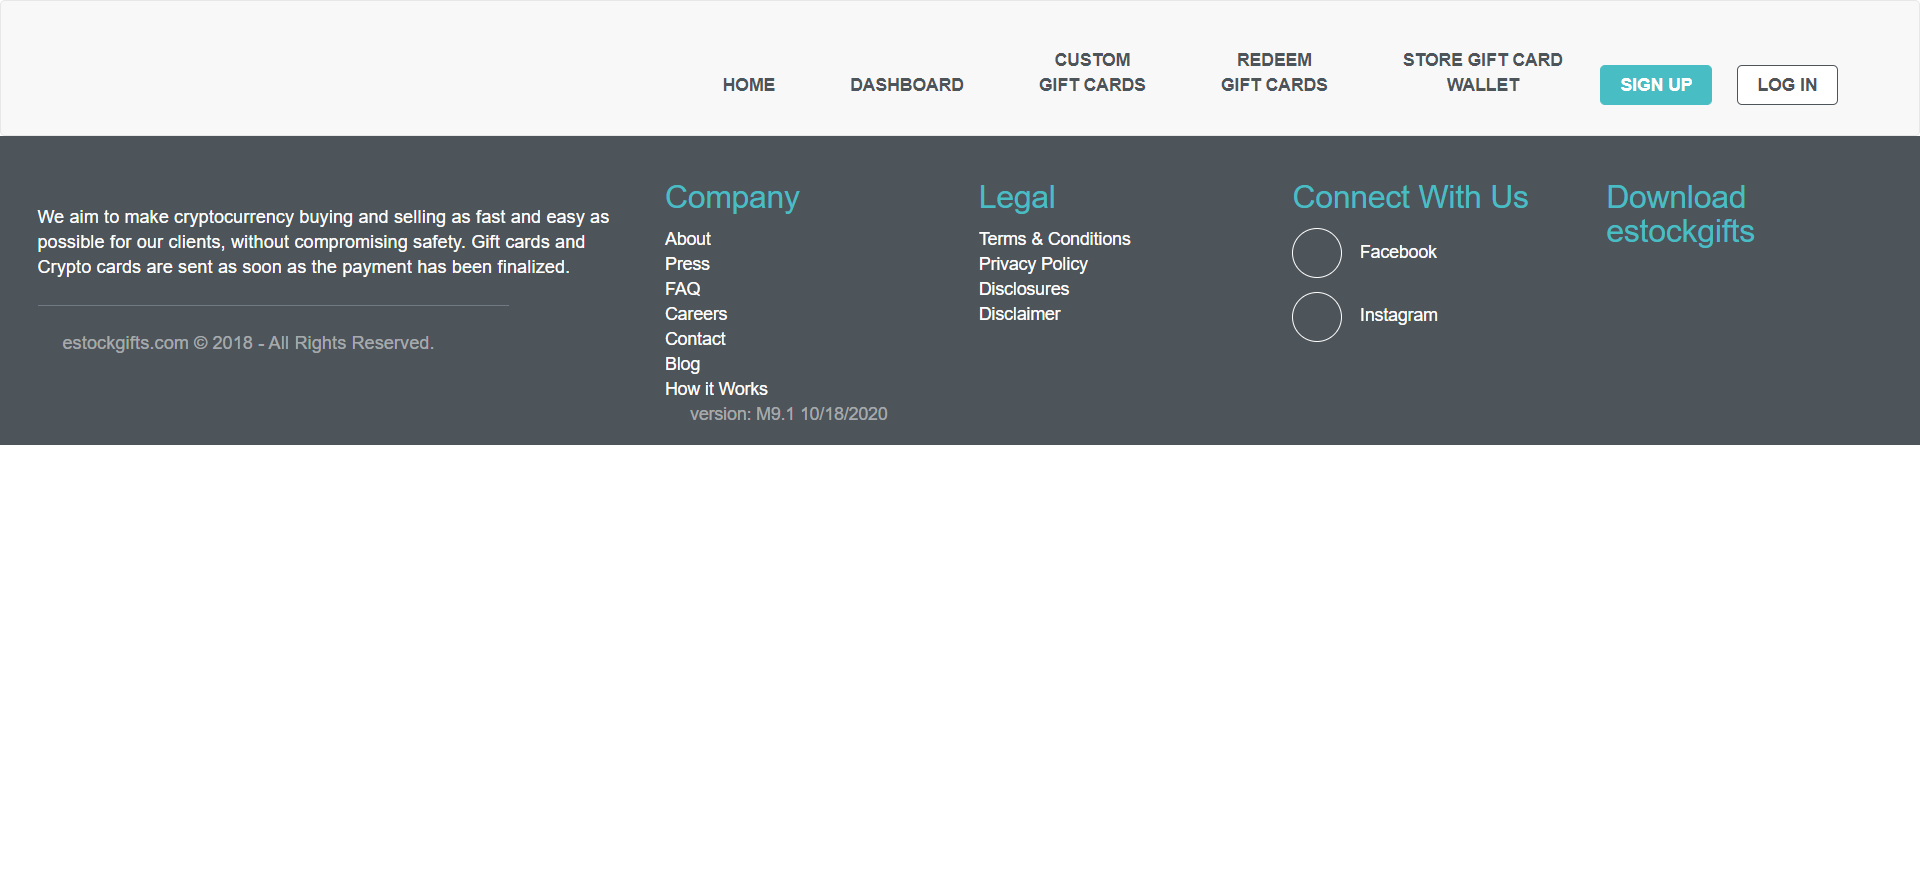 HOME
DASHBOARD
CUSTOM
GIFT CARDS
REDEEM
GIFT CARDS
STORE GIFT CARD
WALLET
SIGN UP
LOG IN
We aim to make cryptocurrency buying and selling as fast and easy as
possible for our clients, without compromising safety. Gift cards and
Crypto cards are sent as soon as the payment has been finalized.
estockgifts.com © 2018 - All Rights Reserved.
Company
About
Press
FAQ
Careers
Contact
Blog
How it Works
version: M9.1 10/18/2020
Legal
Terms & Conditions
Privacy Policy
Disclosures
Disclaimer
Connect With Us
Facebook
Instagram
Download
estockgifts